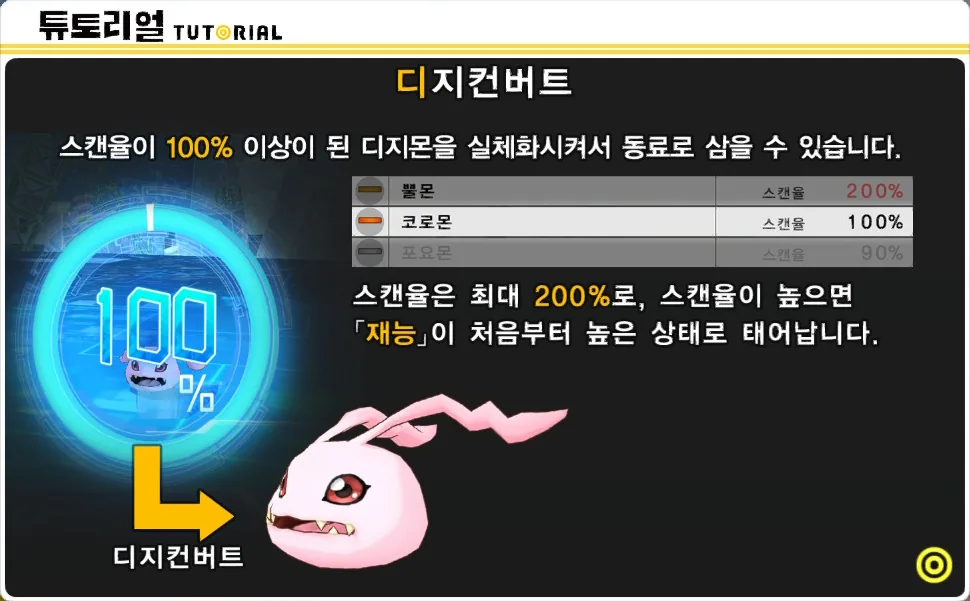 튜토리얼 TUTORIAL
디지컨버트
스캔율이 100% 이상이 된 디지몬을 실체화시켜서 동료로 삼을 수 있습니다.
뿔몬 스캔율 200%
코로몬 스캔율 100%
포요몬 스캔율 90%
스캔율은 최대 200%로, 스캔율이 높으면
「재능」이 처음부터 높은 상태로 태어납니다.
100%
디지컨버트